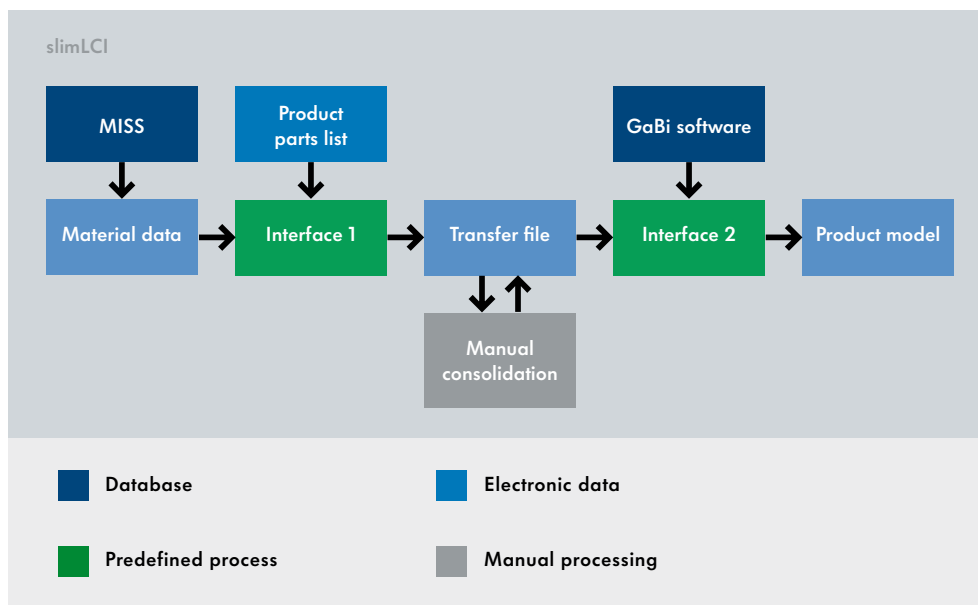 slimLCI
MISS
Product
parts list
GaBi software
Material data
Interface 1
Transfer file
Interface 2
Product model
Manual
consolidation
Database
Electronic data
Predefined process
Manual processing